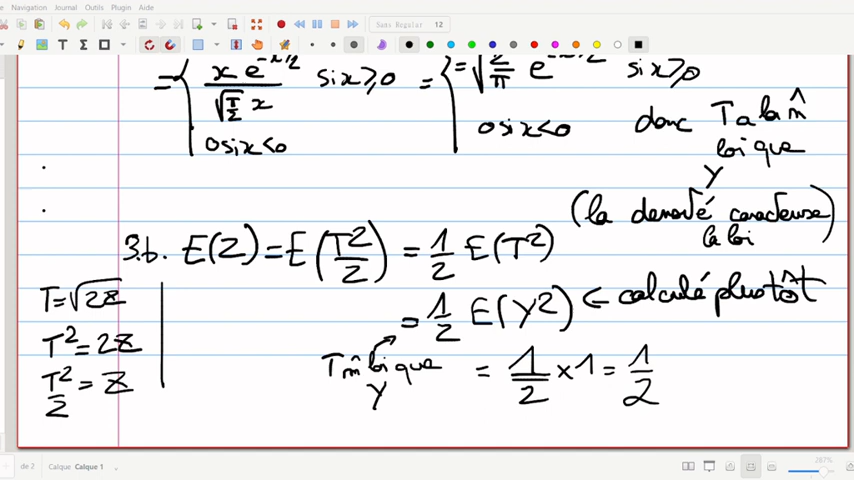 Navigation Journal Outils Plugin Aide
Sans Regular 12
= { x e^{-x²/2} / (√(π/2) x) si x ≥ 0 = { = √(2/π) e^{-x²/2} si x ≥ 0
0 si x < 0 0 si x < 0 donc T a la m̂
loi que
Y
(la densité caractérise
la loi)
3.b. E(Z) = E(T²/2) = 1/2 E(T²)
T = √2Z
= 1/2 E(Y²) ← calculé plus tôt
T² = 2Z
T m̂ loi que
Y
= 1/2 × 1 = 1/2
T²/2 = Z
de 2 Calque Calque 1 287%